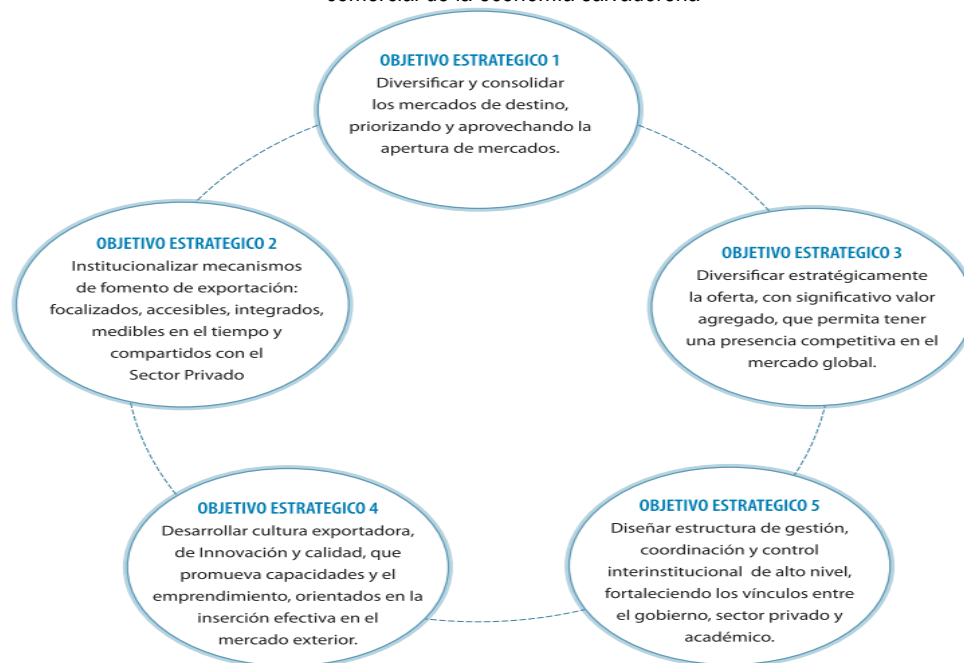 comercial de la economía salvadoreña
OBJETIVO ESTRATEGICO 1
Diversificar y consolidar
los mercados de destino,
priorizando y aprovechando la
apertura de mercados.
OBJETIVO ESTRATEGICO 2
Institucionalizar mecanismos
de fomento de exportación:
focalizados, accesibles, integrados,
medibles en el tiempo y
compartidos con el
Sector Privado
OBJETIVO ESTRATEGICO 3
Diversificar estratégicamente
la oferta, con significativo valor
agregado, que permita tener
una presencia competitiva en el
mercado global.
OBJETIVO ESTRATEGICO 4
Desarrollar cultura exportadora,
de Innovación y calidad, que
promueva capacidades y el
emprendimiento, orientados en la
inserción efectiva en el
mercado exterior.
OBJETIVO ESTRATEGICO 5
Diseñar estructura de gestión,
coordinación y control
interinstitucional de alto nivel,
fortaleciendo los vínculos entre
el gobierno, sector privado y
académico.